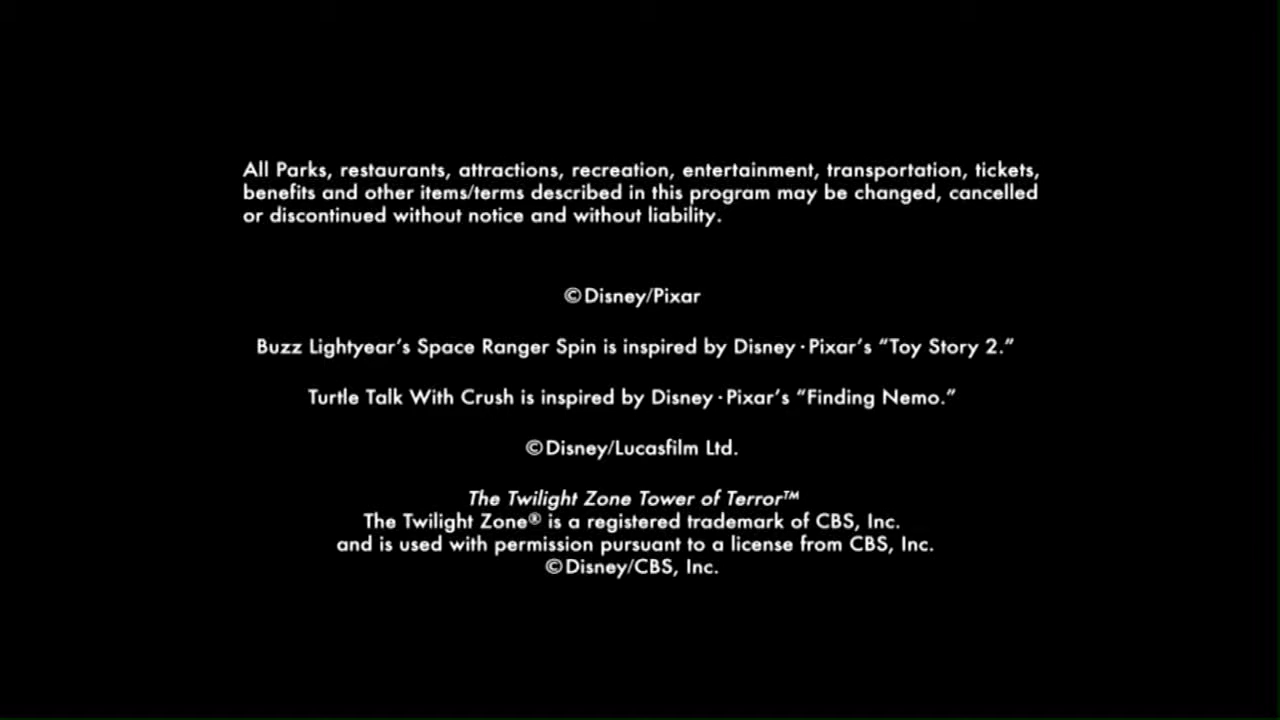 All Parks, restaurants, attractions, recreation, entertainment, transportation, tickets,
benefits and other items/terms described in this program may be changed, cancelled
or discontinued without notice and without liability.
©Disney/Pixar
Buzz Lightyear’s Space Ranger Spin is inspired by Disney·Pixar’s “Toy Story 2.”
Turtle Talk With Crush is inspired by Disney·Pixar’s “Finding Nemo.”
©Disney/Lucasfilm Ltd.
The Twilight Zone Tower of Terror™
The Twilight Zone® is a registered trademark of CBS, Inc.
and is used with permission pursuant to a license from CBS, Inc.
©Disney/CBS, Inc.